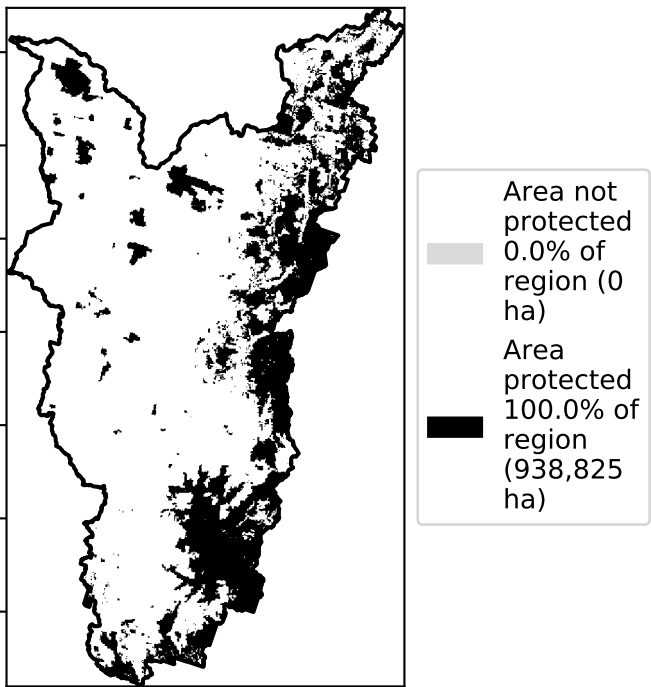 Area not
protected
0.0% of
region (0
ha)
Area
protected
100.0% of
region
(938,825
ha)